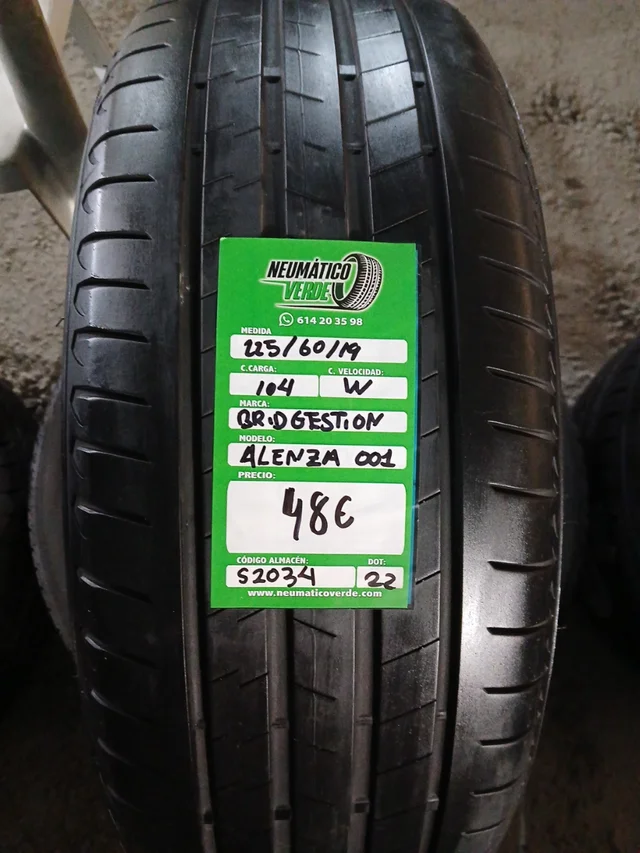 NEUMÁTICO
VERDE
614 20 35 98
MEDIDA
225/60/19
C.CARGA: C. VELOCIDAD:
104 W
MARCA:
BRIDGESTION
MODELO:
ALENZA 001
PRECIO:
48€
CÓDIGO ALMACÉN: DOT:
S2034 22
www.neumaticoverde.com